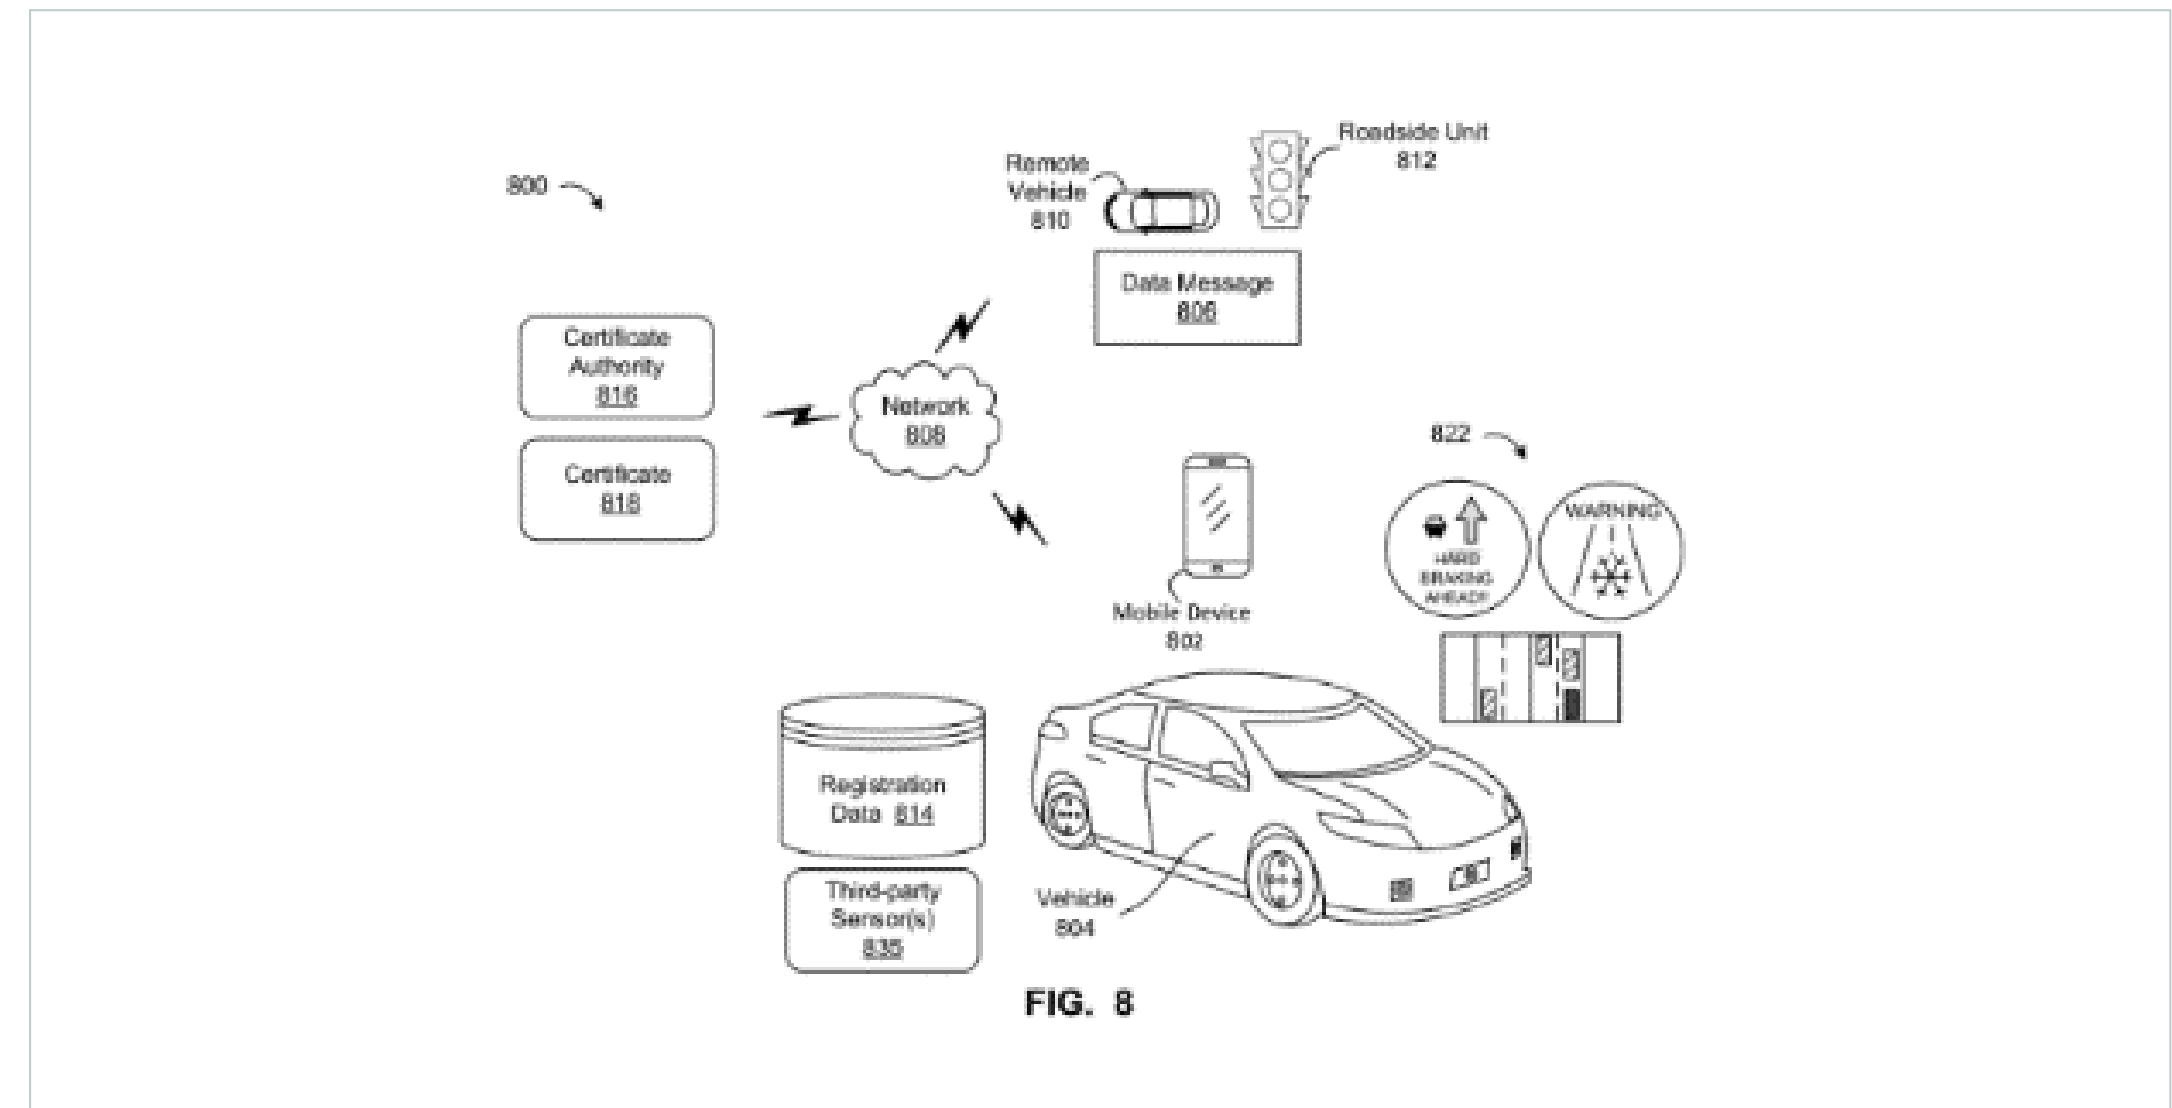 800
Remote
Vehicle
810
Roadside Unit
812
Data Message
806
Certificate
Authority
816
Network
808
Certificate
818
822
HARD
BRAKING
AHEAD!
WARNING
Mobile Device
802
Registration
Data 814
Third-party
Sensor(s)
835
Vehicle
804
FIG. 8